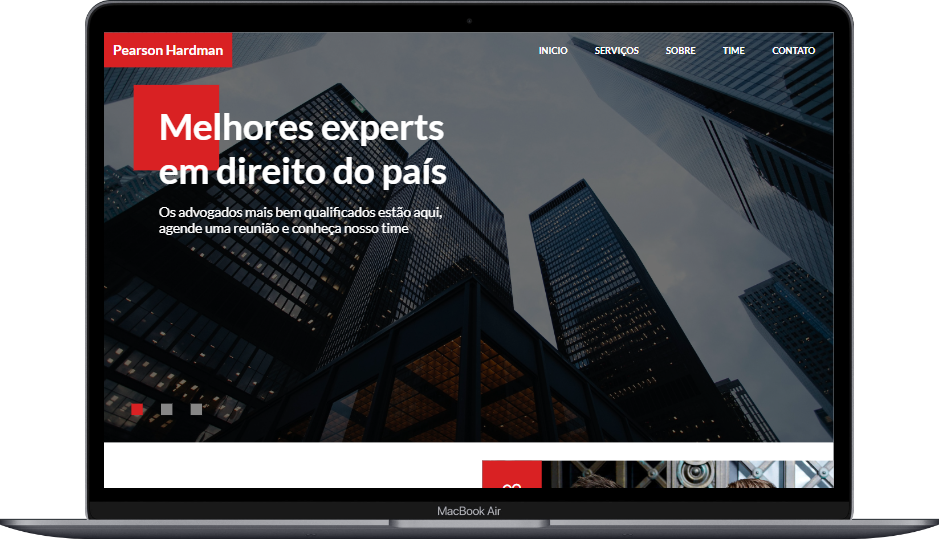 Pearson Hardman
INICIO SERVIÇOS SOBRE TIME CONTATO
Melhores experts
em direito do país
Os advogados mais bem qualificados estão aqui,
agende uma reunião e conheça nosso time
MacBook Air